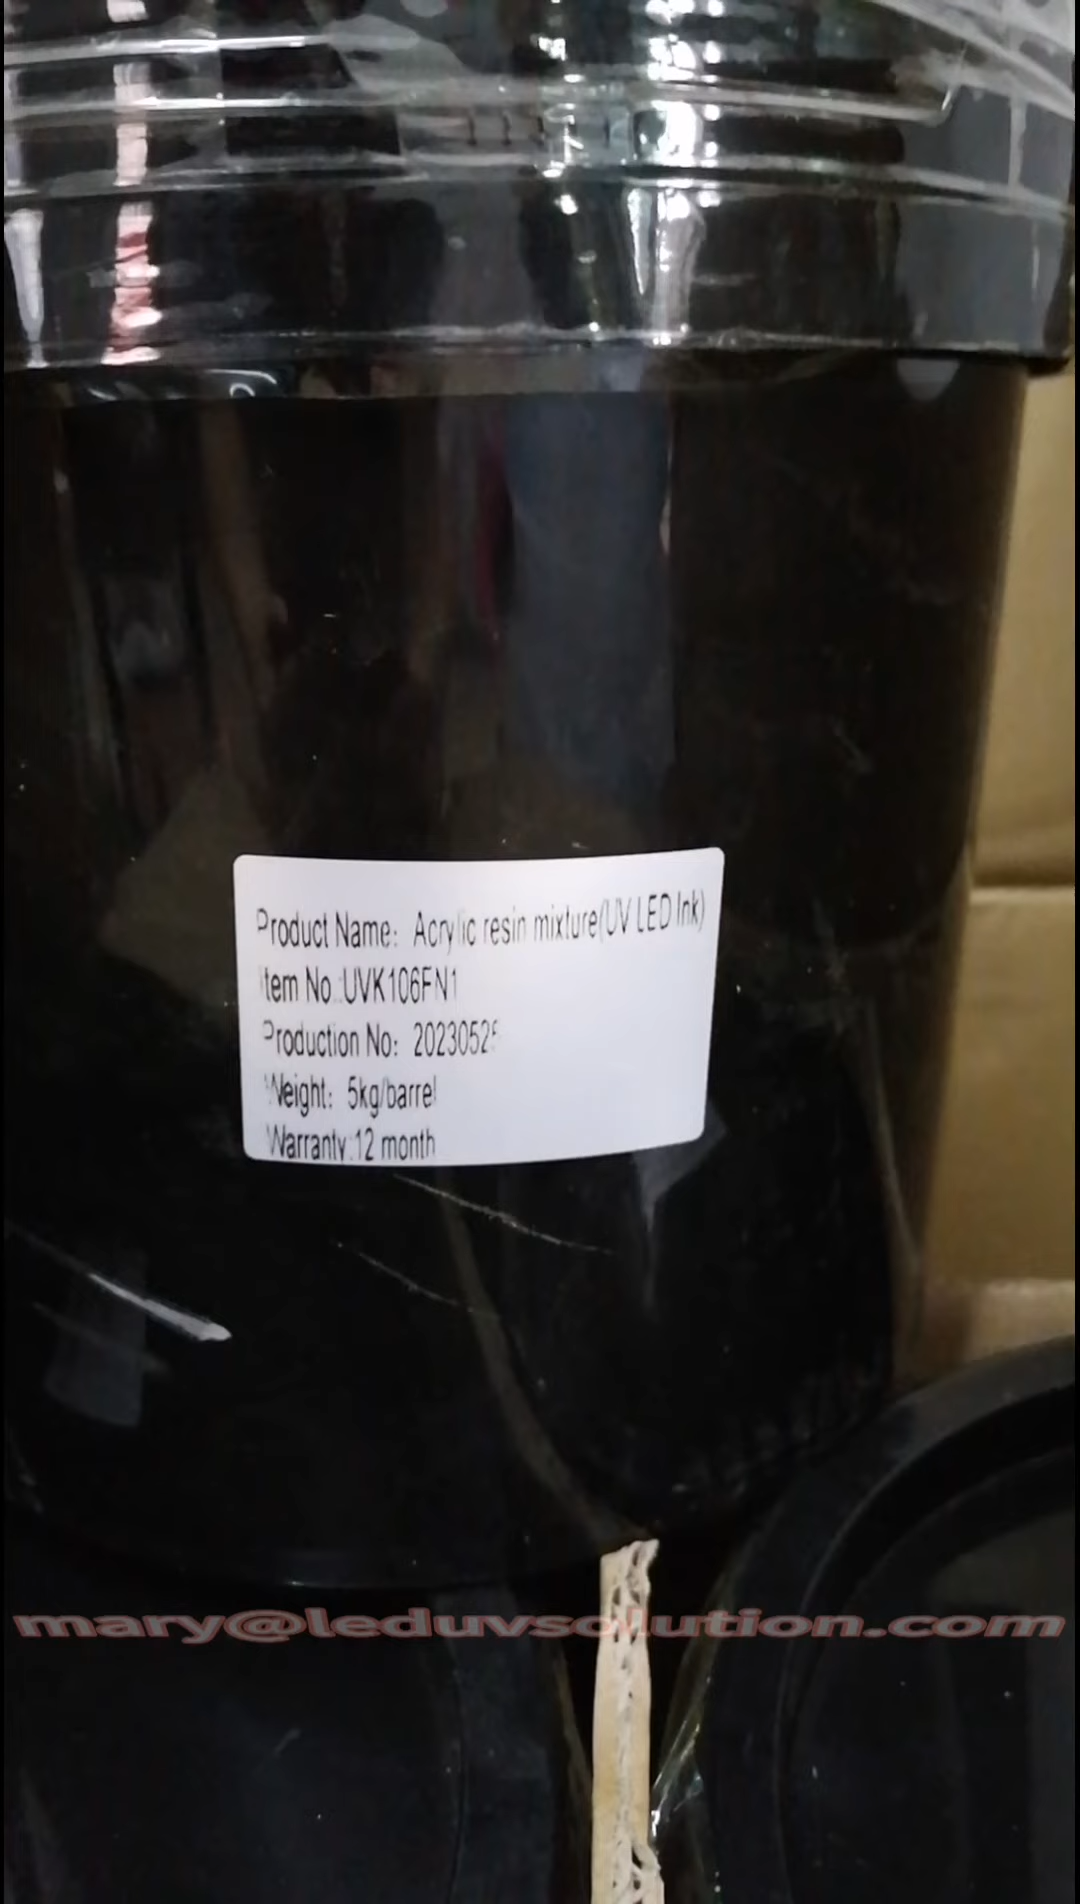 Product Name: Acrylic resin mixture(UV LED Ink)
Item No.:UVK106FN1
Production No: 20230525
Weight: 5kg/barrel
Warranty:12 month
mary@leduvsolution.com